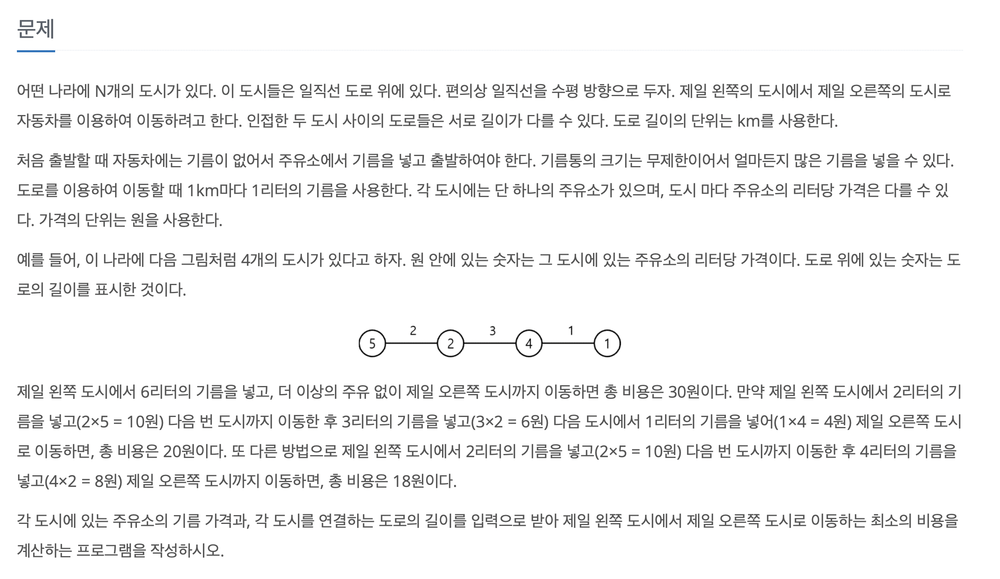 문제
어떤 나라에 N개의 도시가 있다. 이 도시들은 일직선 도로 위에 있다. 편의상 일직선을 수평 방향으로 두자. 제일 왼쪽의 도시에서 제일 오른쪽의 도시로
자동차를 이용하여 이동하려고 한다. 인접한 두 도시 사이의 도로들은 서로 길이가 다를 수 있다. 도로 길이의 단위는 km를 사용한다.
처음 출발할 때 자동차에는 기름이 없어서 주유소에서 기름을 넣고 출발하여야 한다. 기름통의 크기는 무제한이어서 얼마든지 많은 기름을 넣을 수 있다.
도로를 이용하여 이동할 때 1km마다 1리터의 기름을 사용한다. 각 도시에는 단 하나의 주유소가 있으며, 도시 마다 주유소의 리터당 가격은 다를 수 있
다. 가격의 단위는 원을 사용한다.
예를 들어, 이 나라에 다음 그림처럼 4개의 도시가 있다고 하자. 원 안에 있는 숫자는 그 도시에 있는 주유소의 리터당 가격이다. 도로 위에 있는 숫자는 도
로의 길이를 표시한 것이다.
2 3 1
5 2 4 1
제일 왼쪽 도시에서 6리터의 기름을 넣고, 더 이상의 주유 없이 제일 오른쪽 도시까지 이동하면 총 비용은 30원이다. 만약 제일 왼쪽 도시에서 2리터의 기
름을 넣고(2×5 = 10원) 다음 번 도시까지 이동한 후 3리터의 기름을 넣고(3×2 = 6원) 다음 도시에서 1리터의 기름을 넣어(1×4 = 4원) 제일 오른쪽 도시
로 이동하면, 총 비용은 20원이다. 또 다른 방법으로 제일 왼쪽 도시에서 2리터의 기름을 넣고(2×5 = 10원) 다음 번 도시까지 이동한 후 4리터의 기름을
넣고(4×2 = 8원) 제일 오른쪽 도시까지 이동하면, 총 비용은 18원이다.
각 도시에 있는 주유소의 기름 가격과, 각 도시를 연결하는 도로의 길이를 입력으로 받아 제일 왼쪽 도시에서 제일 오른쪽 도시로 이동하는 최소의 비용을
계산하는 프로그램을 작성하시오.